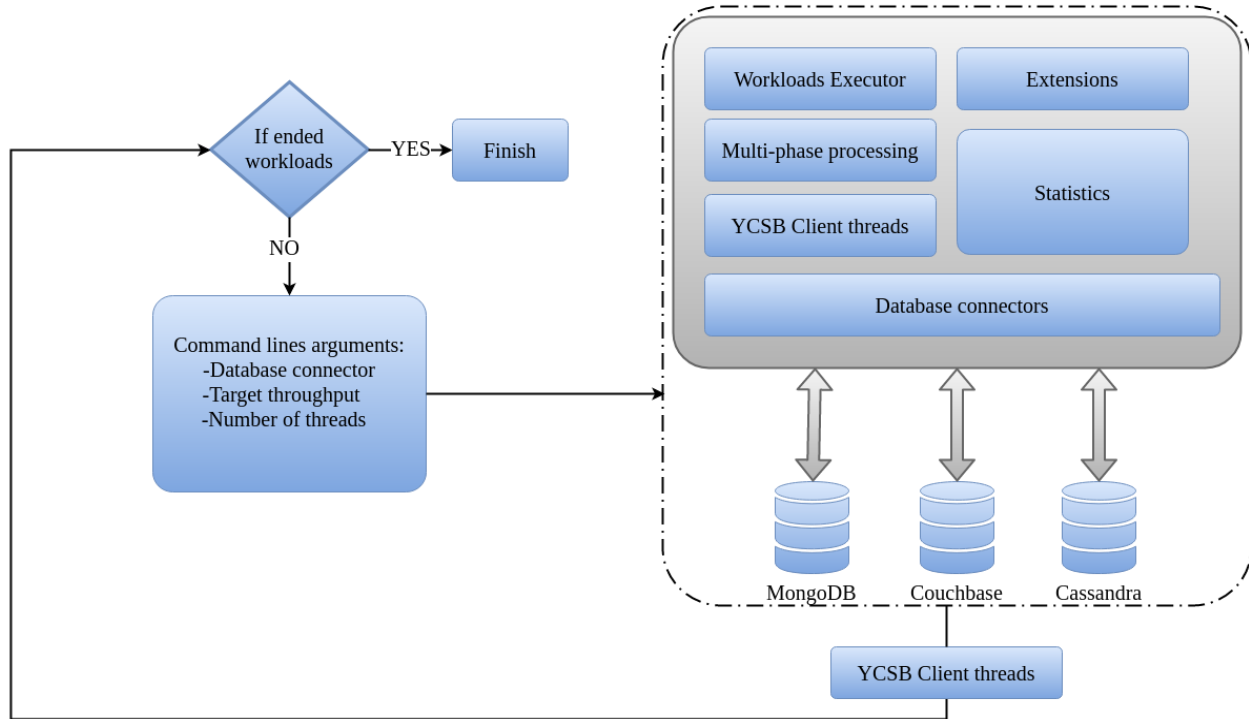 If ended
workloads
YES
Finish
NO
Command lines arguments:
-Database connector
-Target throughput
-Number of threads
Workloads Executor
Extensions
Multi-phase processing
Statistics
YCSB Client threads
Database connectors
MongoDB
Couchbase
Cassandra
YCSB Client threads